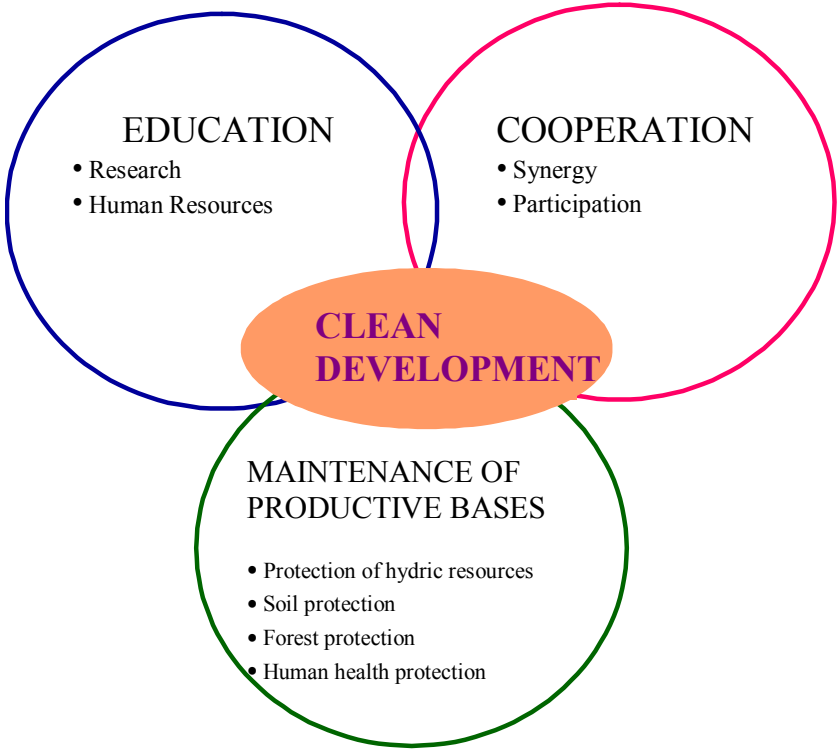 EDUCATION
• Research
• Human Resources
COOPERATION
• Synergy
• Participation
CLEAN
DEVELOPMENT
MAINTENANCE OF
PRODUCTIVE BASES
• Protection of hydric resources
• Soil protection
• Forest protection
• Human health protection